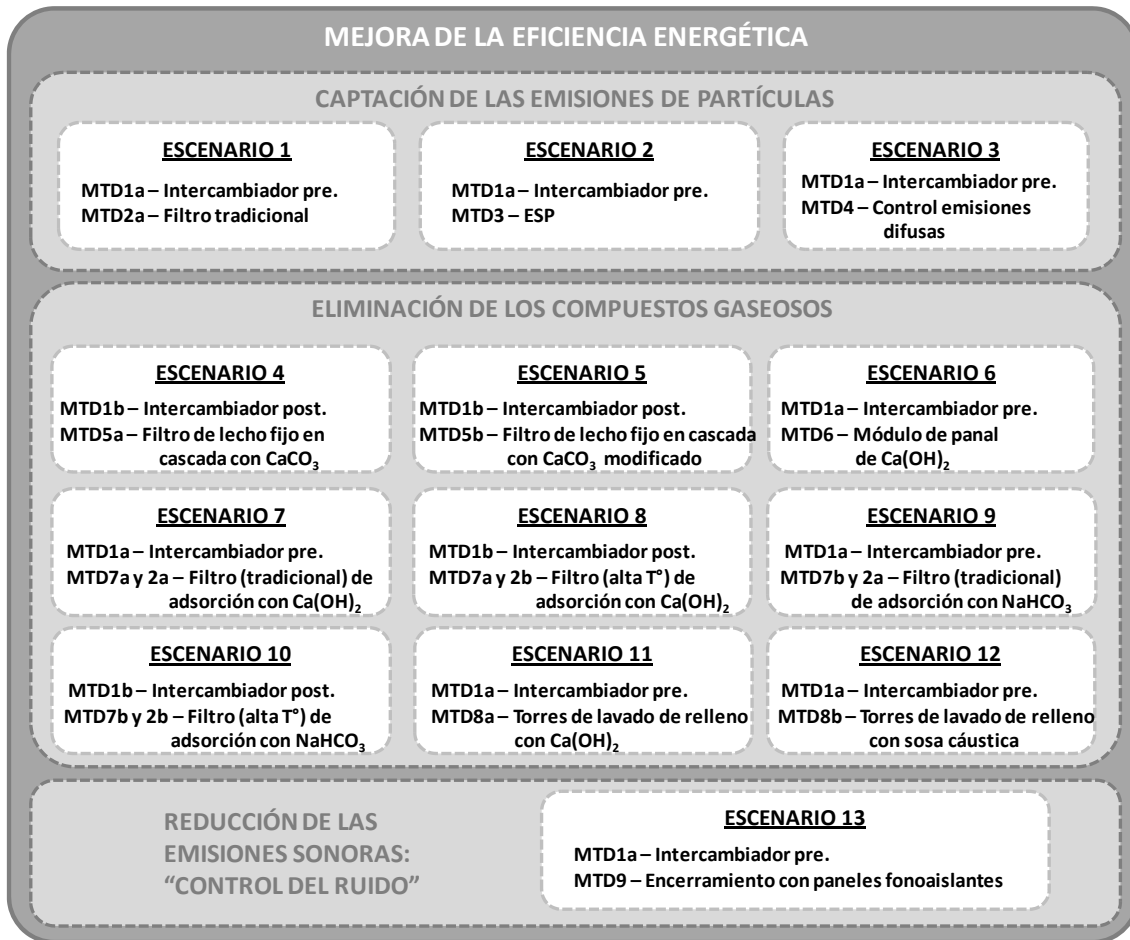 MEJORA DE LA EFICIENCIA ENERGÉTICA
CAPTACIÓN DE LAS EMISIONES DE PARTÍCULAS
ESCENARIO 1
MTD1a – Intercambiador pre.
MTD2a – Filtro tradicional
ESCENARIO 2
MTD1a – Intercambiador pre.
MTD3 – ESP
ESCENARIO 3
MTD1a – Intercambiador pre.
MTD4 – Control emisiones
difusas
ELIMINACIÓN DE LOS COMPUESTOS GASEOSOS
ESCENARIO 4
MTD1b – Intercambiador post.
MTD5a – Filtro de lecho fijo en
cascada con CaCO₃
ESCENARIO 5
MTD1b – Intercambiador post.
MTD5b – Filtro de lecho fijo en cascada
con CaCO₃ modificado
ESCENARIO 6
MTD1a – Intercambiador pre.
MTD6 – Módulo de panal
de Ca(OH)₂
ESCENARIO 7
MTD1a – Intercambiador pre.
MTD7a y 2a – Filtro (tradicional) de
adsorción con Ca(OH)₂
ESCENARIO 8
MTD1b – Intercambiador post.
MTD7a y 2b – Filtro (alta T°) de
adsorción con Ca(OH)₂
ESCENARIO 9
MTD1a – Intercambiador pre.
MTD7b y 2a – Filtro (tradicional)
de adsorción con NaHCO₃
ESCENARIO 10
MTD1b – Intercambiador post.
MTD7b y 2b – Filtro (alta T°) de
adsorción con NaHCO₃
ESCENARIO 11
MTD1a – Intercambiador pre.
MTD8a – Torres de lavado de relleno
con Ca(OH)₂
ESCENARIO 12
MTD1a – Intercambiador pre.
MTD8b – Torres de lavado de relleno
con sosa cáustica
REDUCCIÓN DE LAS
EMISIONES SONORAS:
“CONTROL DEL RUIDO”
ESCENARIO 13
MTD1a – Intercambiador pre.
MTD9 – Encerramiento con paneles fonoaislantes